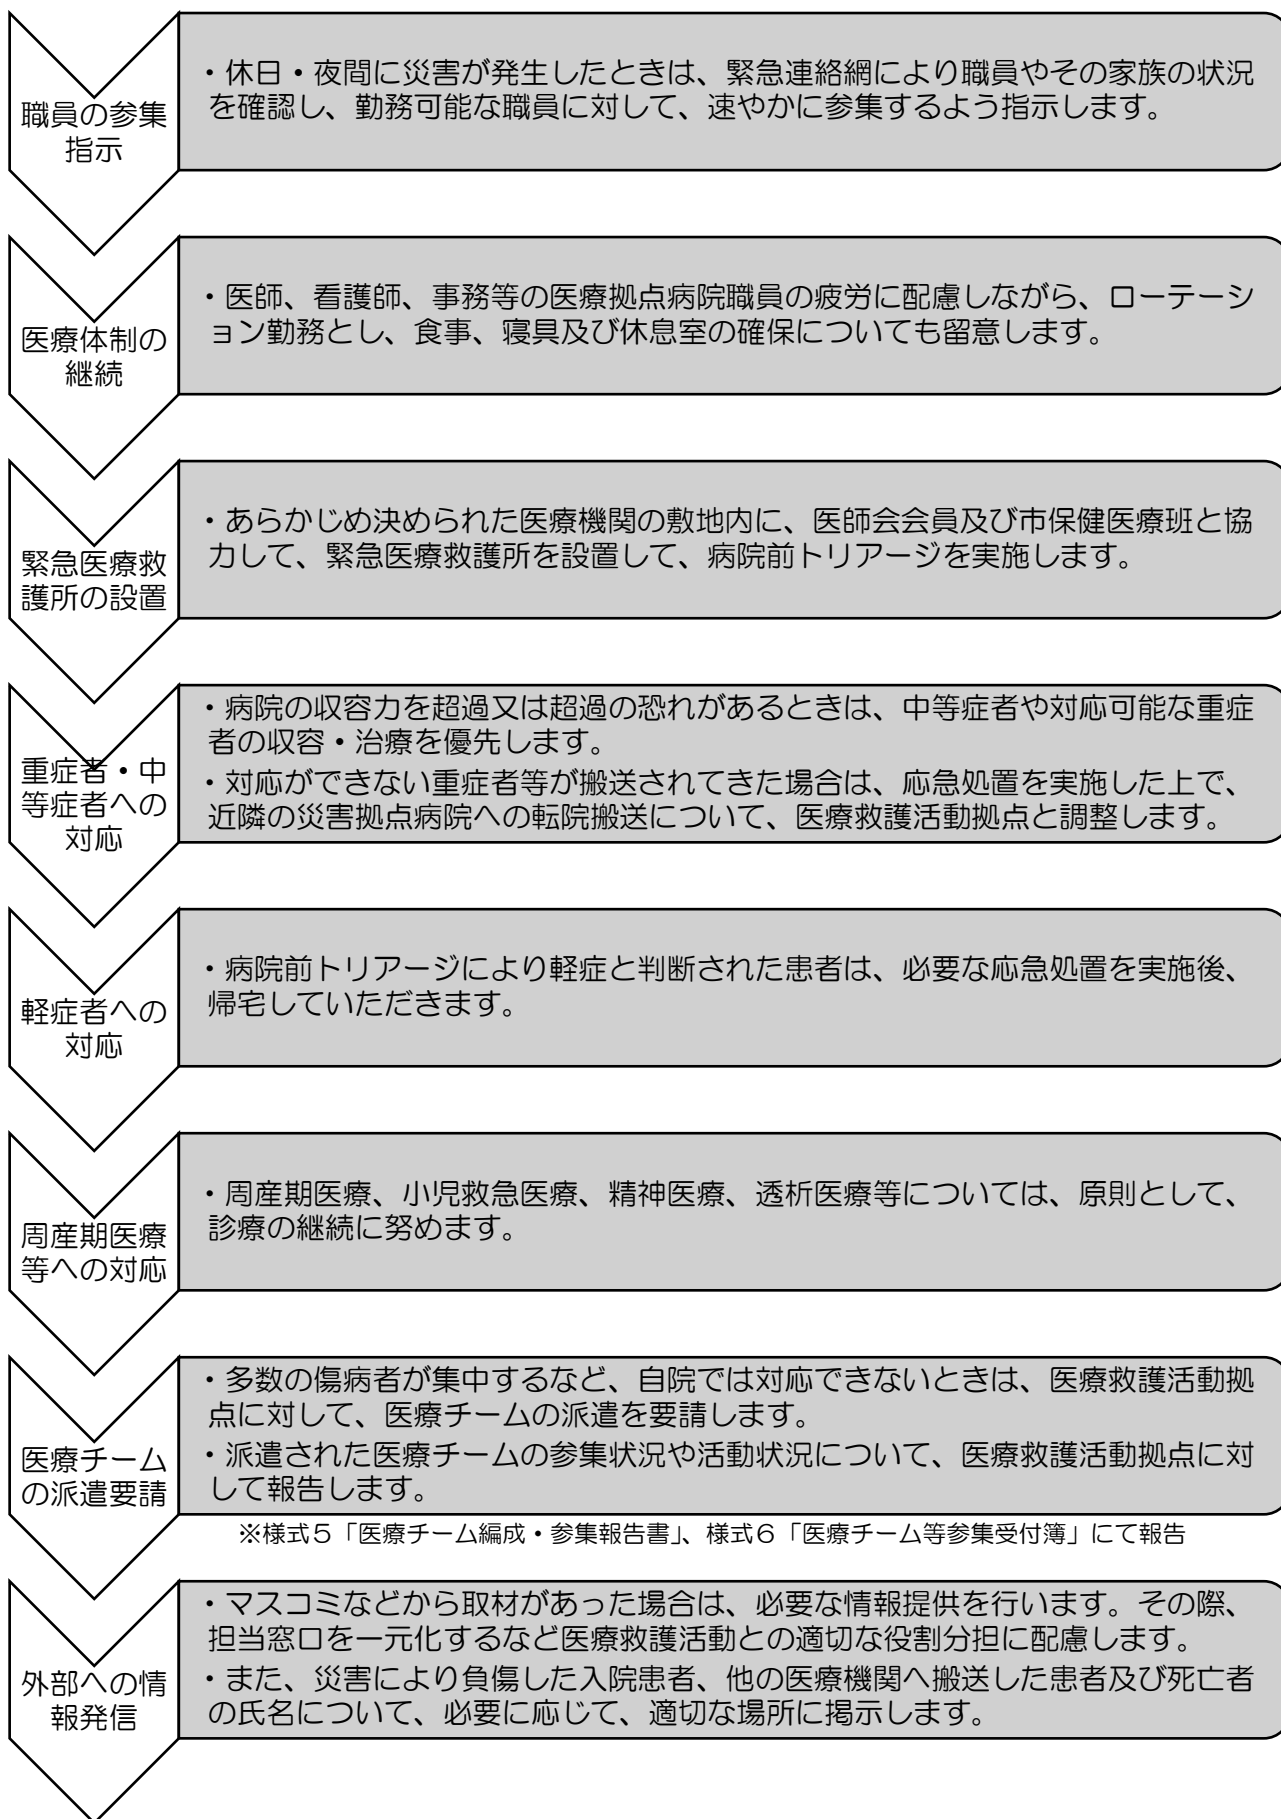 職員の参集
指示
・休日・夜間に災害が発生したときは、緊急連絡網により職員やその家族の状況
を確認し、勤務可能な職員に対して、速やかに参集するよう指示します。
医療体制の
継続
・医師、看護師、事務等の医療拠点病院職員の疲労に配慮しながら、ローテーシ
ョン勤務とし、食事、寝具及び休息室の確保についても留意します。
緊急医療救
護所の設置
・あらかじめ決められた医療機関の敷地内に、医師会会員及び市保健医療班と協
力して、緊急医療救護所を設置して、病院前トリアージを実施します。
重症者・中
等症者への
対応
・病院の収容力を超過又は超過の恐れがあるときは、中等症者や対応可能な重症
者の収容・治療を優先します。
・対応ができない重症者等が搬送されてきた場合は、応急処置を実施した上で、
近隣の災害拠点病院への転院搬送について、医療救護活動拠点と調整します。
軽症者への
対応
・病院前トリアージにより軽症と判断された患者は、必要な応急処置を実施後、
帰宅していただきます。
周産期医療
等への対応
・周産期医療、小児救急医療、精神医療、透析医療等については、原則として、
診療の継続に努めます。
医療チーム
の派遣要請
・多数の傷病者が集中するなど、自院では対応できないときは、医療救護活動拠
点に対して、医療チームの派遣を要請します。
・派遣された医療チームの参集状況や活動状況について、医療救護活動拠点に対
して報告します。
※様式5「医療チーム編成・参集報告書」、様式6「医療チーム等参集受付簿」にて報告
外部への情
報発信
・マスコミなどから取材があった場合は、必要な情報提供を行います。その際、
担当窓口を一元化するなど医療救護活動との適切な役割分担に配慮します。
・また、災害により負傷した入院患者、他の医療機関へ搬送した患者及び死亡者
の氏名について、必要に応じて、適切な場所に掲示します。